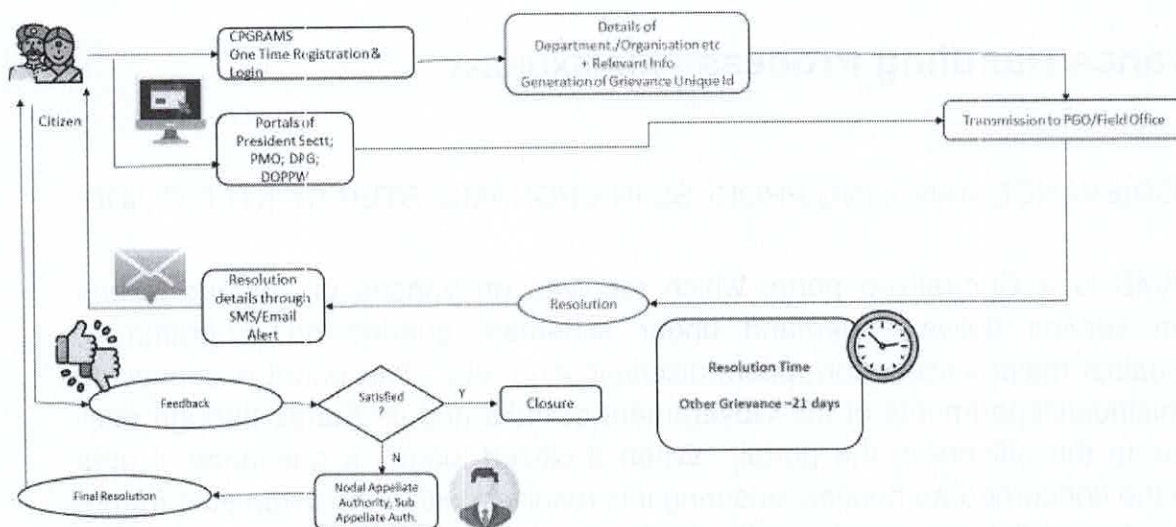 CPGRAMS
One Time Registration &
Login
Details of
Department,/Organisation etc
+ Relevant Info
Generation of Grievance Unique Id
Citizen
Portals of
President Sectt;
PMO; DPG;
DOPPW
Transmission to PGO/Field Office
Resolution
details through
SMS/Email
Alert
Resolution
Resolution Time
Other Grievance -21 days
Feedback
Satisfied
Y
Closure
N
Final Resolution
Nodal Appellate
Authority, Sub
Appellate Auth.